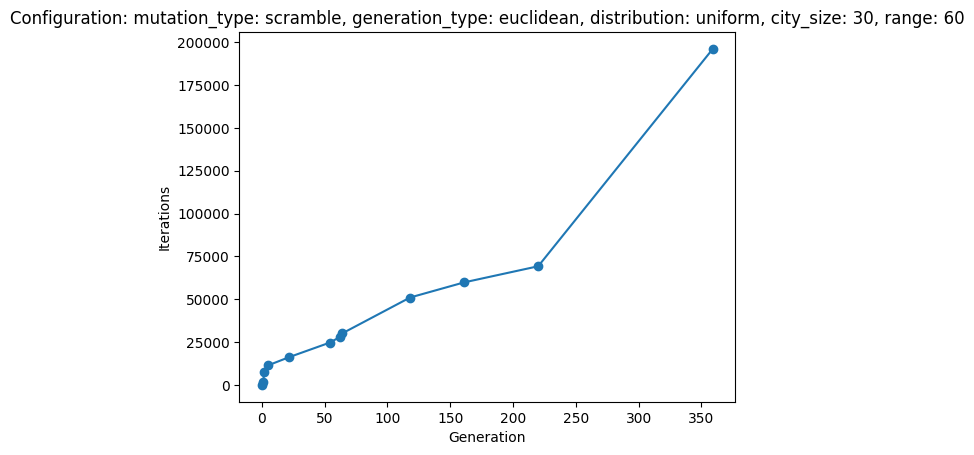 Configuration: mutation_type: scramble, generation_type: euclidean, distribution: uniform, city_size: 30, range: 60
200000
175000
150000
125000
100000
75000
50000
25000
0
Iterations
0 50 100 150 200 250 300 350
Generation